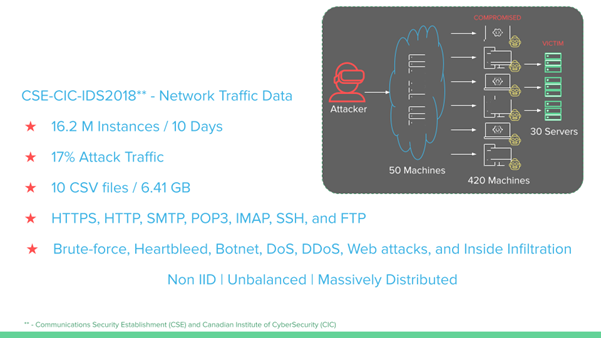 CSE-CIC-IDS2018** - Network Traffic Data
★ 16.2 M Instances / 10 Days
★ 17% Attack Traffic
★ 10 CSV files / 6.41 GB
★ HTTPS, HTTP, SMTP, POP3, IMAP, SSH, and FTP
★ Brute-force, Heartbleed, Botnet, DoS, DDoS, Web attacks, and Inside Infiltration
Non IID | Unbalanced | Massively Distributed
COMPROMISED
VICTIM
Attacker
30 Servers
50 Machines
420 Machines
** - Communications Security Establishment (CSE) and Canadian Institute of CyberSecurity (CIC)